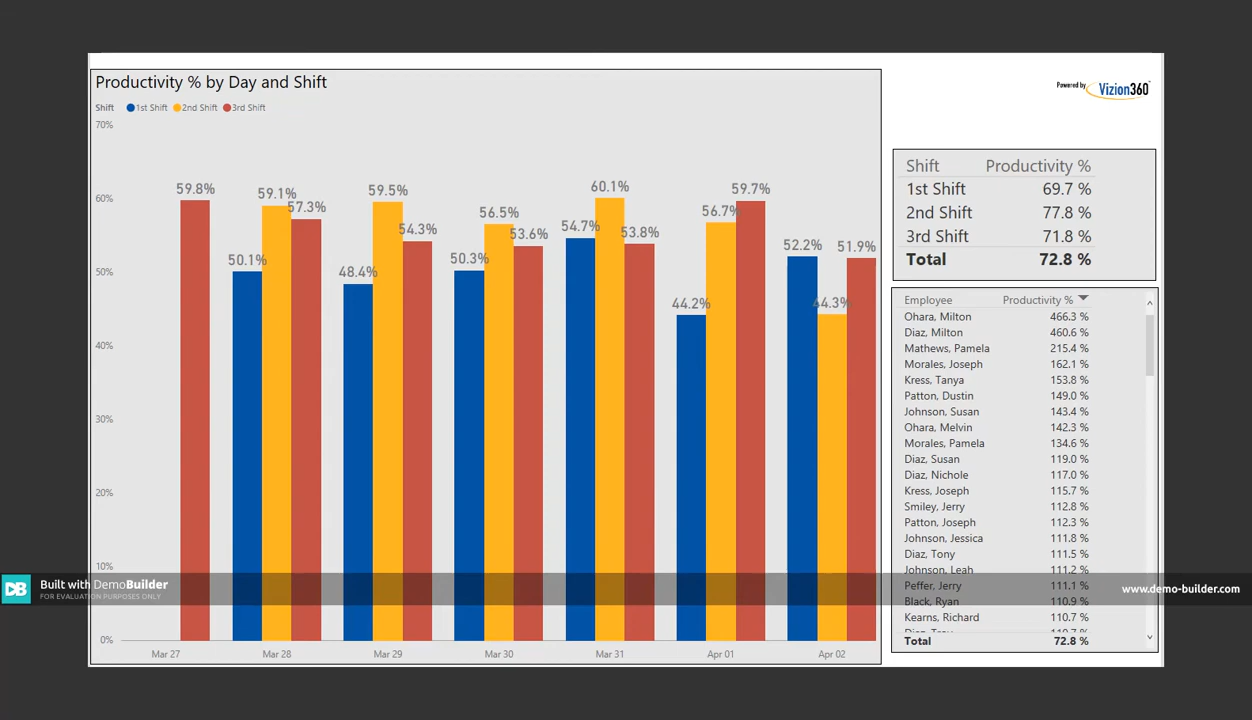 Productivity % by Day and Shift
Shift 1st Shift 2nd Shift 3rd Shift
70%
60%
50%
40%
30%
20%
10%
0%
59.8%
50.1% 59.1% 57.3%
48.4% 59.5% 54.3%
50.3% 56.5% 53.6%
54.7% 60.1% 53.8%
44.2% 56.7% 59.7%
52.2% 44.3% 51.9%
Mar 27 Mar 28 Mar 29 Mar 30 Mar 31 Apr 01 Apr 02
Powered by Vizion360
Shift Productivity %
1st Shift 69.7 %
2nd Shift 77.8 %
3rd Shift 71.8 %
Total 72.8 %
Employee Productivity %
Ohara, Milton 466.3 %
Diaz, Milton 460.6 %
Mathews, Pamela 215.4 %
Morales, Joseph 162.1 %
Kress, Tanya 153.8 %
Patton, Dustin 149.0 %
Johnson, Susan 143.4 %
Ohara, Melvin 142.3 %
Morales, Pamela 134.6 %
Diaz, Susan 119.0 %
Diaz, Nichole 117.0 %
Kress, Joseph 115.7 %
Smiley, Jerry 112.8 %
Patton, Joseph 112.3 %
Johnson, Jessica 111.8 %
Diaz, Tony 111.5 %
Johnson, Leah 111.2 %
Peffer, Jerry 111.1 %
Black, Ryan 110.9 %
Kearns, Richard 110.7 %
Total 72.8 %
DB Built with DemoBuilder
FOR EVALUATION PURPOSES ONLY
www.demo-builder.com